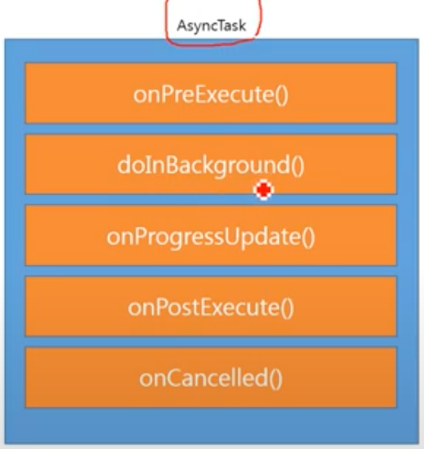 AsyncTask
onPreExecute()
doInBackground()
onProgressUpdate()
onPostExecute()
onCancelled()